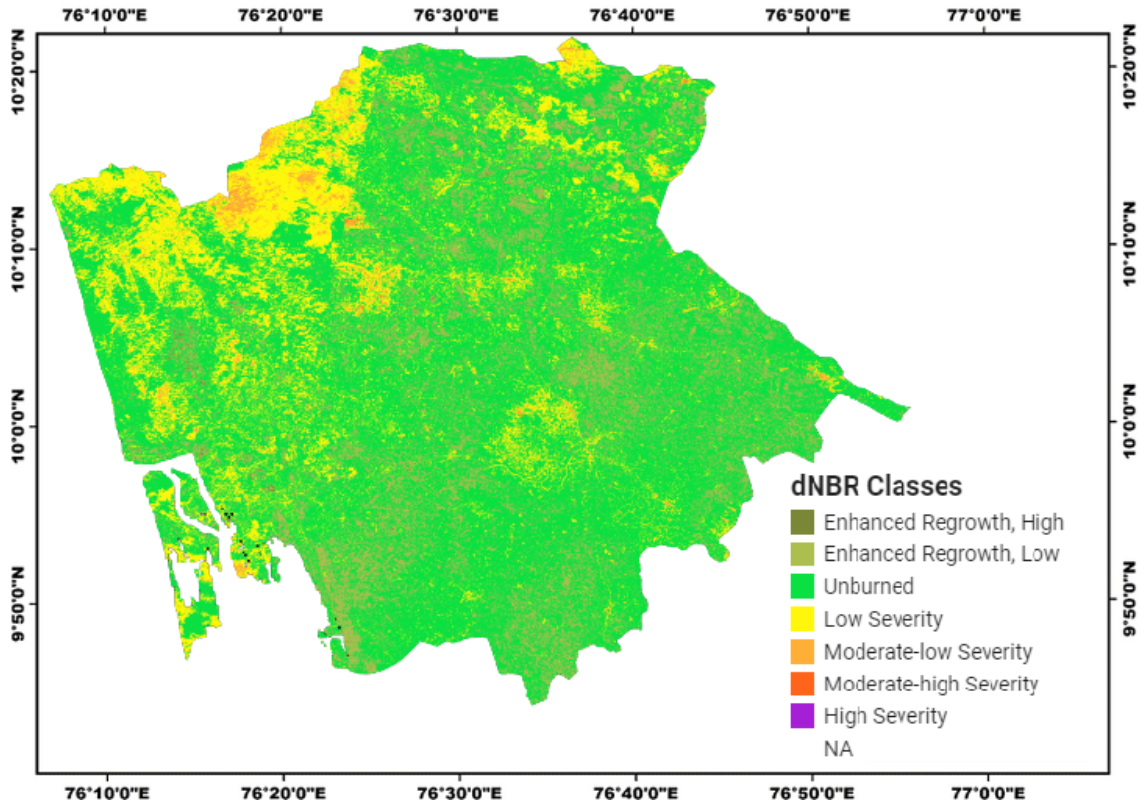 76°10'0"E 76°20'0"E 76°30'0"E 76°40'0"E 76°50'0"E 77°0'0"E
10°20'0"N 10°20'0"N
10°10'0"N 10°10'0"N
10°0'0"N 10°0'0"N
9°50'0"N 9°50'0"N
dNBR Classes
Enhanced Regrowth, High
Enhanced Regrowth, Low
Unburned
Low Severity
Moderate-low Severity
Moderate-high Severity
High Severity
NA
76°10'0"E 76°20'0"E 76°30'0"E 76°40'0"E 76°50'0"E 77°0'0"E